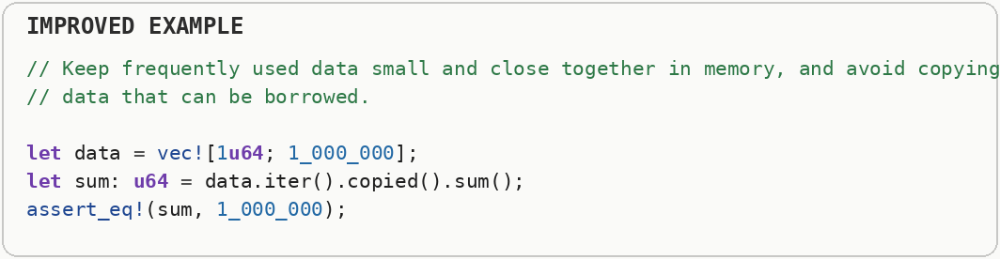 IMPROVED EXAMPLE
// Keep frequently used data small and close together in memory, and avoid copying
// data that can be borrowed.
let data = vec![1u64; 1_000_000];
let sum: u64 = data.iter().copied().sum();
assert_eq!(sum, 1_000_000);